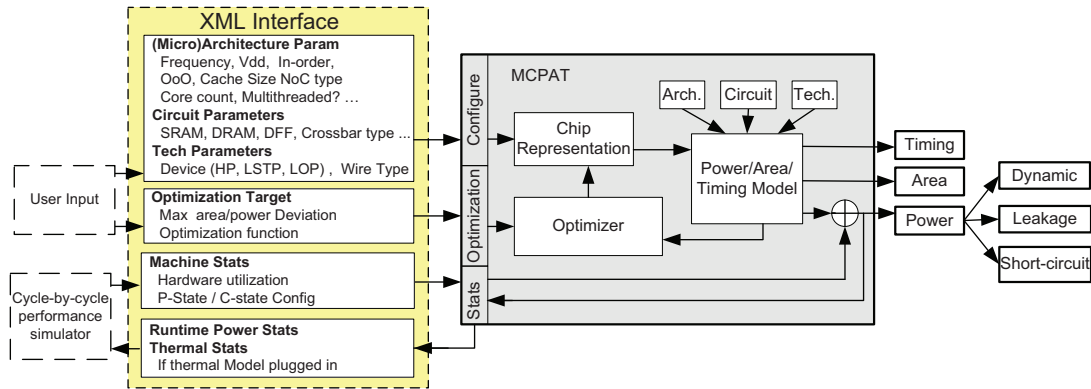 XML Interface
(Micro)Architecture Param
Frequency, Vdd, In-order,
OoO, Cache Size NoC type
Core count, Multithreaded? ...
Circuit Parameters
SRAM, DRAM, DFF, Crossbar type ...
Tech Parameters
Device (HP, LSTP, LOP) , Wire Type
Optimization Target
Max area/power Deviation
Optimization function
Machine Stats
Hardware utilization
P-State / C-state Config
Runtime Power Stats
Thermal Stats
If thermal Model plugged in
User Input
Cycle-by-cycle
performance
simulator
MCPAT
Configure
Optimization
Stats
Chip
Representation
Optimizer
Arch.
Circuit
Tech.
Power/Area/
Timing Model
Timing
Area
Power
Dynamic
Leakage
Short-circuit